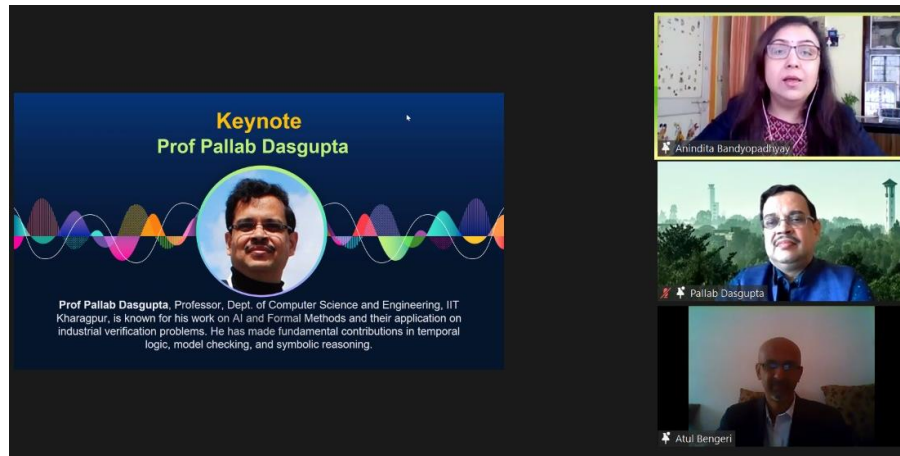 Keynote
Prof Pallab Dasgupta
Prof Pallab Dasgupta, Professor, Dept. of Computer Science and Engineering, IIT
Kharagpur, is known for his work on AI and Formal Methods and their application on
industrial verification problems. He has made fundamental contributions in temporal
logic, model checking, and symbolic reasoning.
Anindita Bandyopadhyay
Pallab Dasgupta
Atul Bengeri